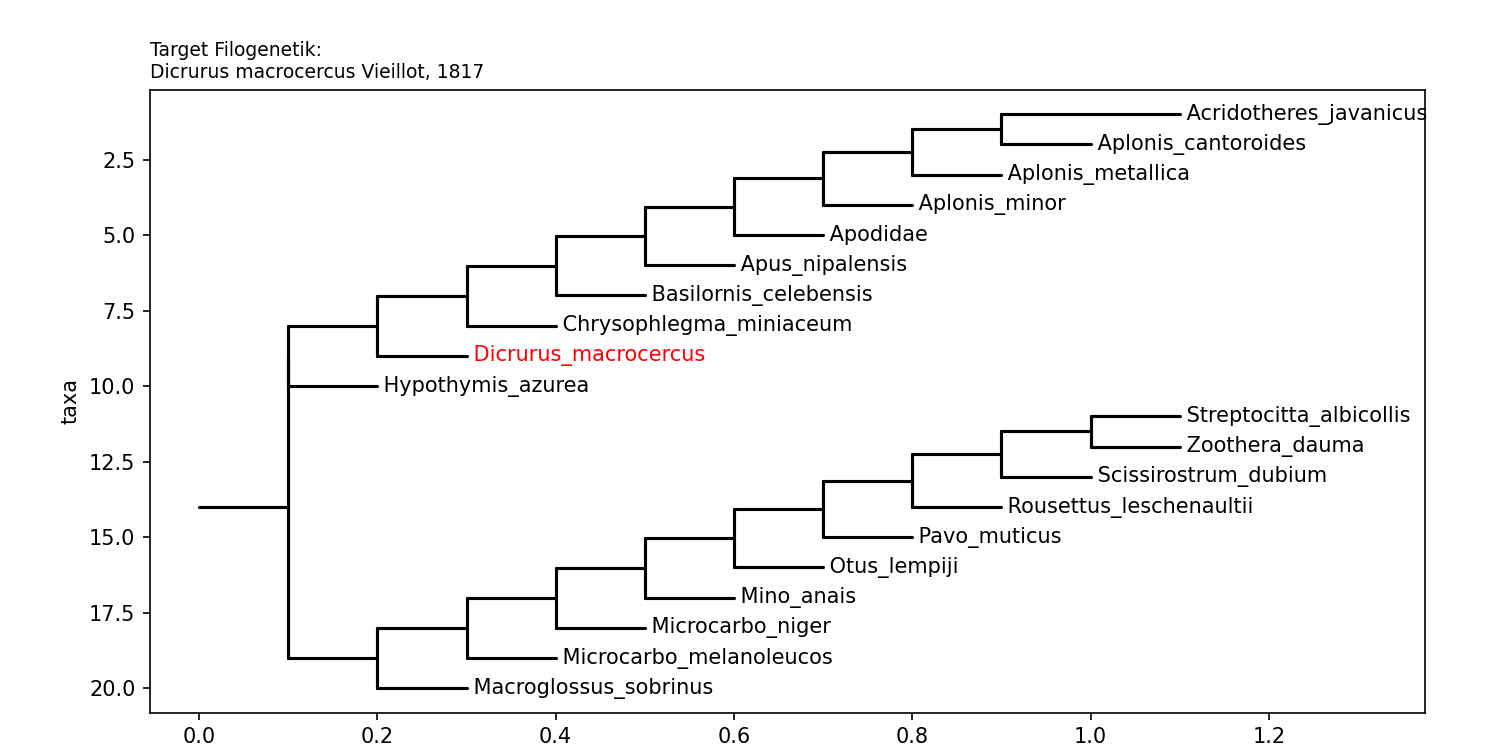 Target Filogenetik:
Dicrurus macrocercus Vieillot, 1817
Acridotheres_javanicus
Aplonis_cantoroides
2.5
Aplonis_metallica
Aplonis_minor
5.0
Apodidae
Apus_nipalensis
Basilornis_celebensis
7.5
Chrysophlegma_miniaceum
Dicrurus_macrocercus
10.0
Hypothymis_azurea
taxa
Streptocitta_albicollis
Zoothera_dauma
12.5
Scissirostrum_dubium
Rousettus_leschenaultii
15.0
Pavo_muticus
Otus_lempiji
Mino_anais
17.5
Microcarbo_niger
Microcarbo_melanoleucos
20.0
Macroglossus_sobrinus
0.0 0.2 0.4 0.6 0.8 1.0 1.2